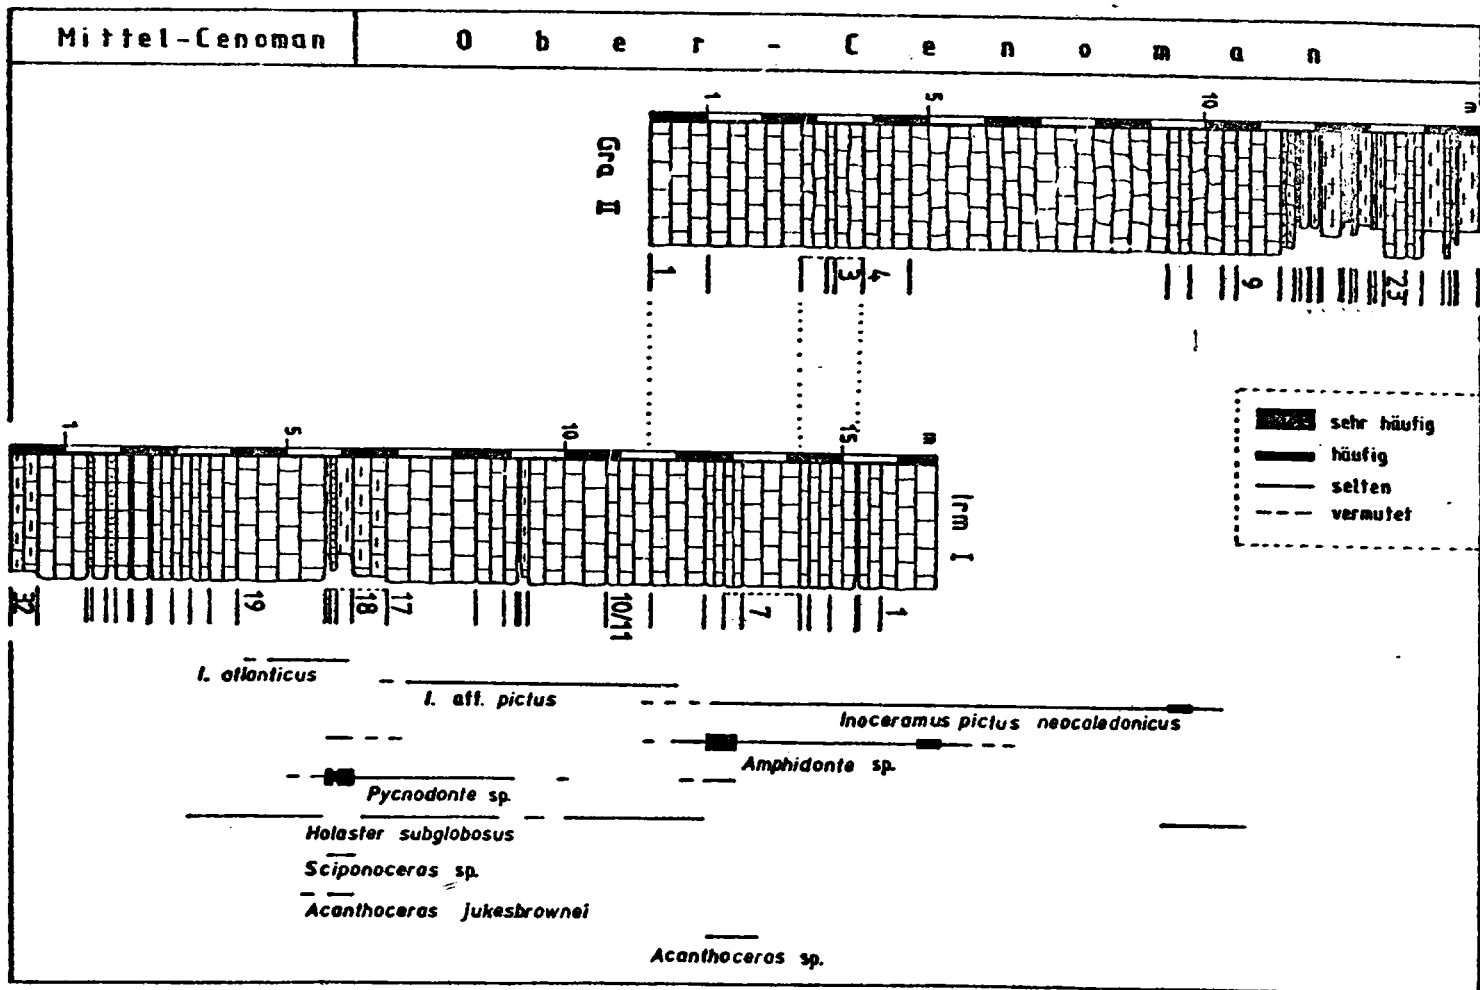 Mittel-Cenoman
Ober-Cenoman
1
5
10
m
Gra II
1
3
4
9
23
sehr häufig
häufig
selten
vermutet
1
5
10
15
m
Irm I
32
19
18
17
10/11
7
1
I. atlanticus
I. aff. pictus
Inoceramus pictus neocaledonicus
Amphidonte sp.
Pycnodonte sp.
Holaster subglobosus
Sciponoceras sp.
Acanthoceras jukesbrownei
Acanthoceras sp.